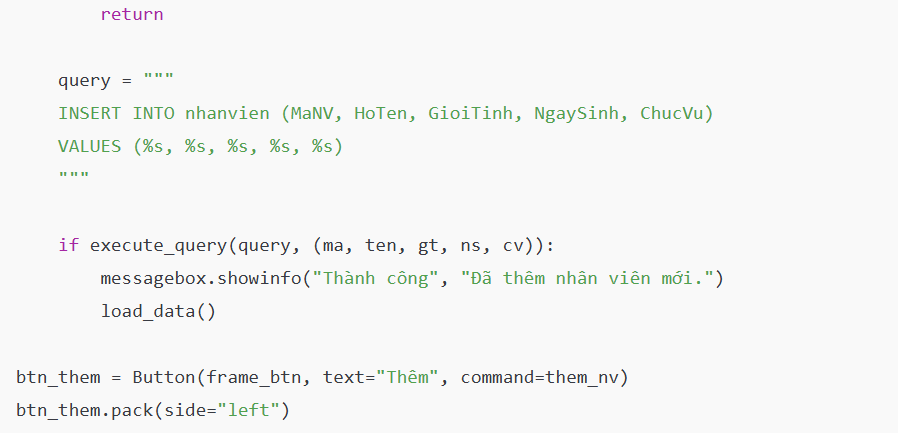 return
query = """
INSERT INTO nhanvien (MaNV, HoTen, GioiTinh, NgaySinh, ChucVu)
VALUES (%s, %s, %s, %s, %s)
"""
if execute_query(query, (ma, ten, gt, ns, cv)):
messagebox.showinfo("Thành công", "Đã thêm nhân viên mới.")
load_data()
btn_them = Button(frame_btn, text="Thêm", command=them_nv)
btn_them.pack(side="left")